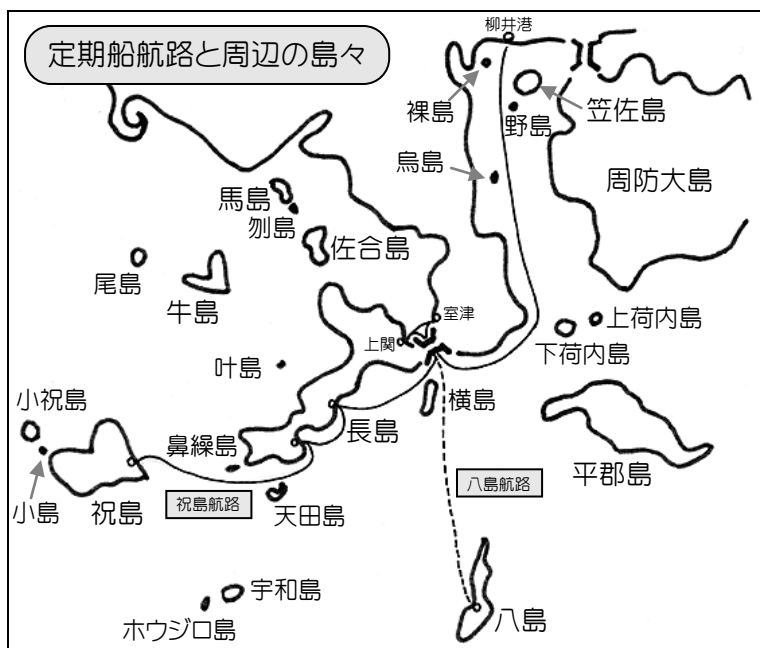 定期船航路と周辺の島々
柳井港
裸島
野島
笠佐島
烏島
周防大島
馬島
刎島
佐合島
尾島
牛島
室津
上関
上荷内島
下荷内島
叶島
横島
小祝島
鼻繰島
長島
平郡島
小島
祝島
祝島航路
天田島
八島航路
宇和島
ホウジロ島
八島